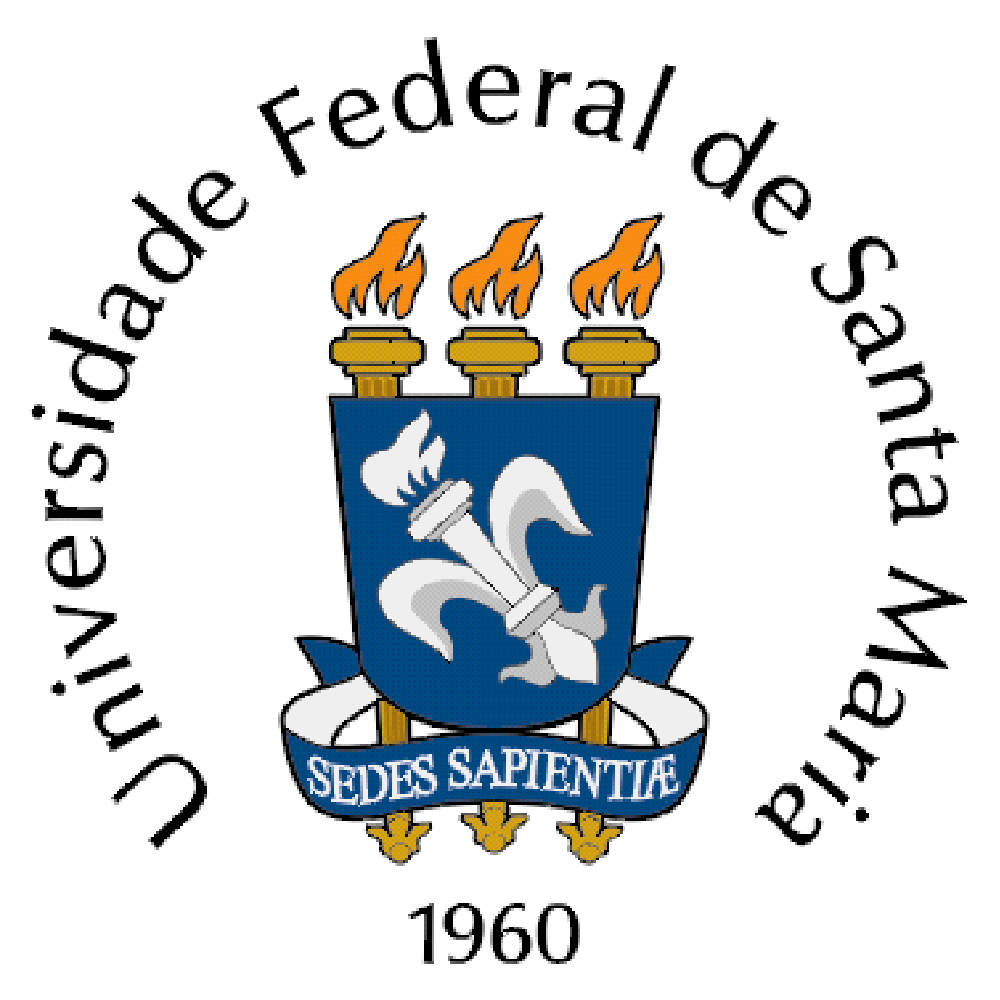 Universidade Federal de Santa Maria
SEDES SAPIENTIÆ
1960